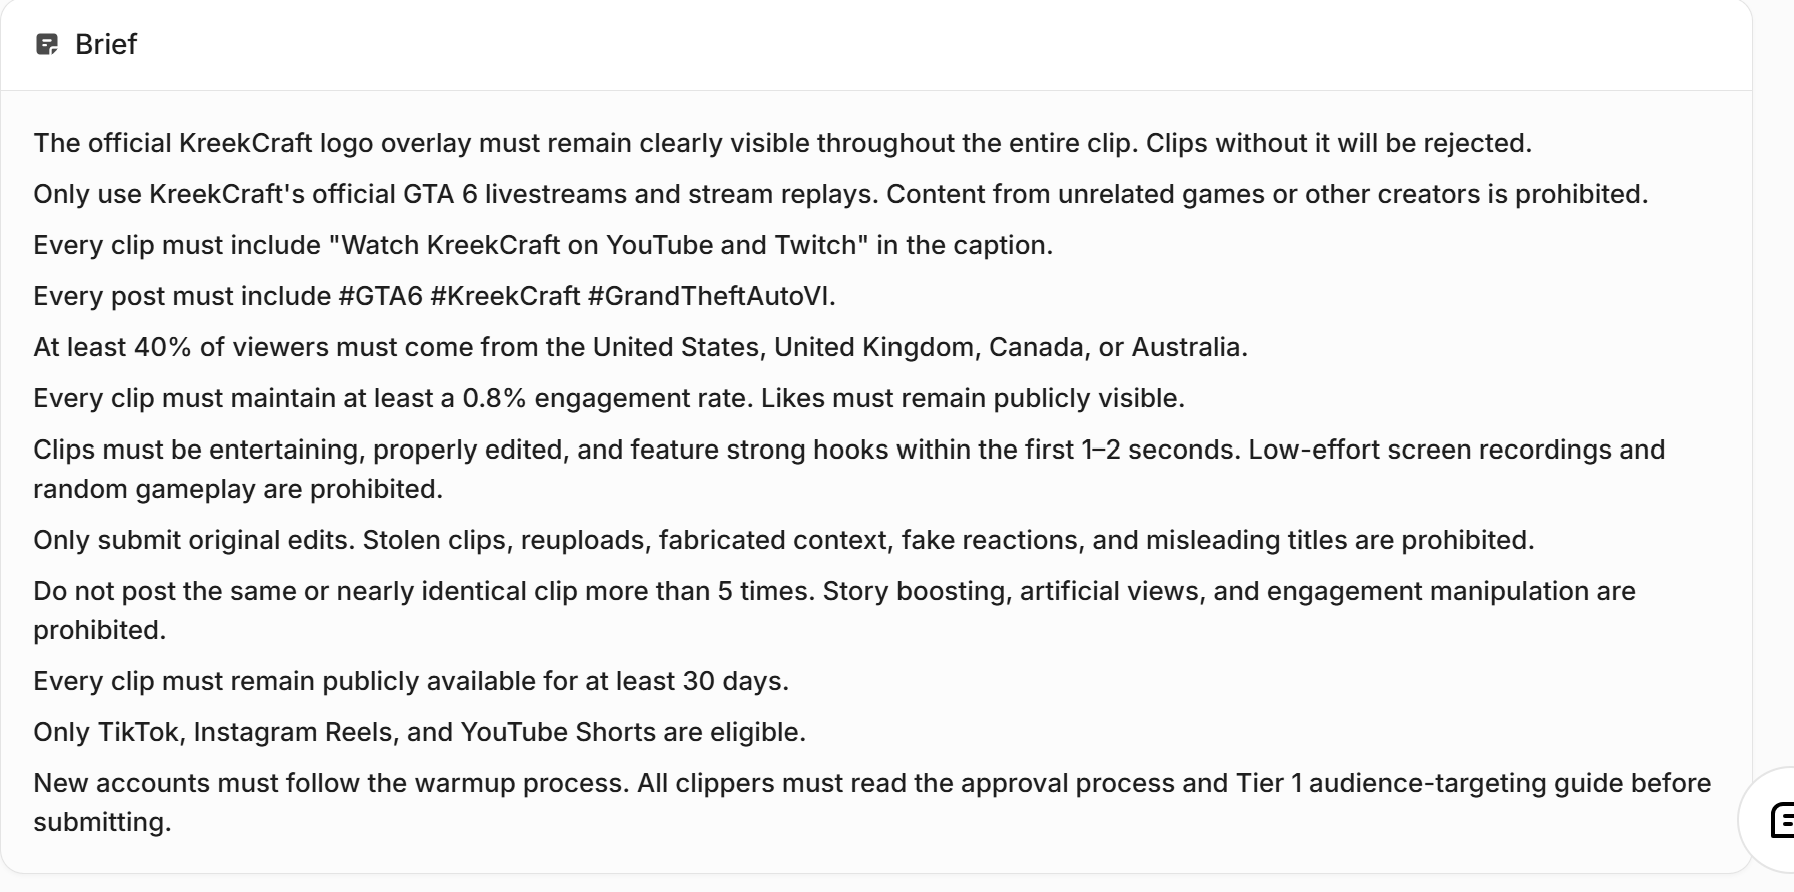 Brief
The official KreekCraft logo overlay must remain clearly visible throughout the entire clip. Clips without it will be rejected.
Only use KreekCraft's official GTA 6 livestreams and stream replays. Content from unrelated games or other creators is prohibited.
Every clip must include "Watch KreekCraft on YouTube and Twitch" in the caption.
Every post must include #GTA6 #KreekCraft #GrandTheftAutoVI.
At least 40% of viewers must come from the United States, United Kingdom, Canada, or Australia.
Every clip must maintain at least a 0.8% engagement rate. Likes must remain publicly visible.
Clips must be entertaining, properly edited, and feature strong hooks within the first 1–2 seconds. Low-effort screen recordings and
random gameplay are prohibited.
Only submit original edits. Stolen clips, reuploads, fabricated context, fake reactions, and misleading titles are prohibited.
Do not post the same or nearly identical clip more than 5 times. Story boosting, artificial views, and engagement manipulation are
prohibited.
Every clip must remain publicly available for at least 30 days.
Only TikTok, Instagram Reels, and YouTube Shorts are eligible.
New accounts must follow the warmup process. All clippers must read the approval process and Tier 1 audience-targeting guide before
submitting.